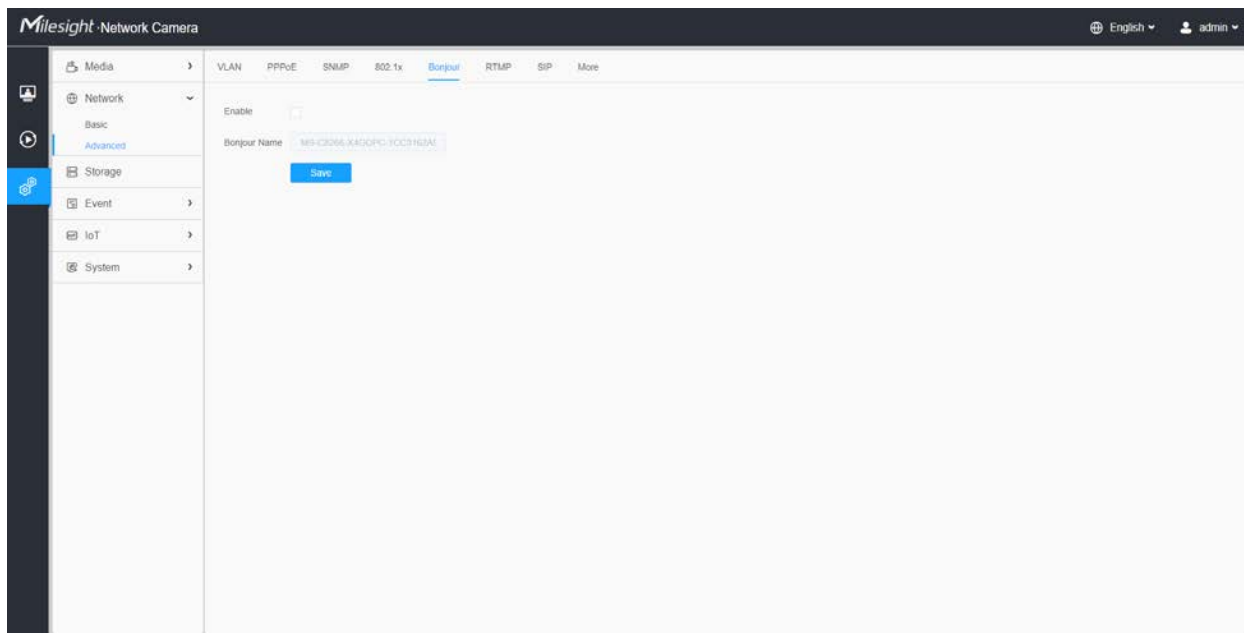 Milesight ·Network Camera
English
admin
Media
Network
Basic
Advanced
Storage
Event
IoT
System
VLAN PPPoE SNMP 802.1x Bonjour RTMP SIP More
Enable
Bonjour Name
Save